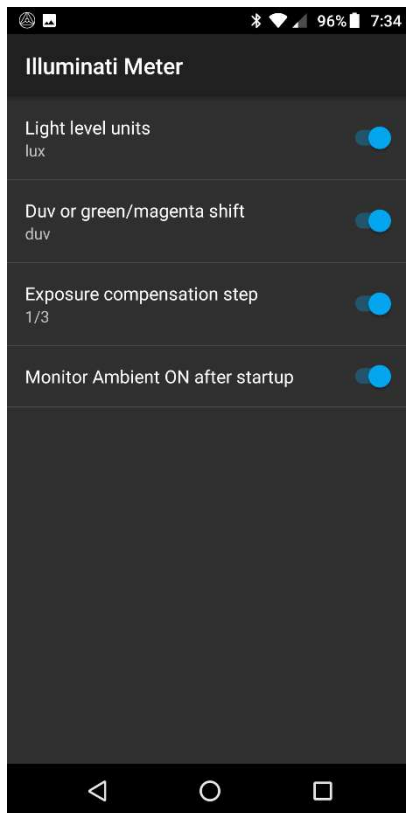 96% 7:34
Illuminati Meter
Light level units
lux
Duv or green/magenta shift
duv
Exposure compensation step
1/3
Monitor Ambient ON after startup